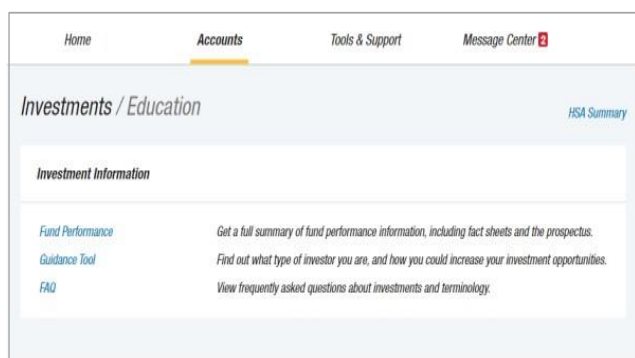 Home Accounts Tools & Support Message Center 2
Investments / Education
HSA Summary
Investment Information
Fund Performance Get a full summary of fund performance information, including fact sheets and the prospectus.
Guidance Tool Find out what type of investor you are, and how you could increase your investment opportunities.
FAQ View frequently asked questions about investments and terminology.